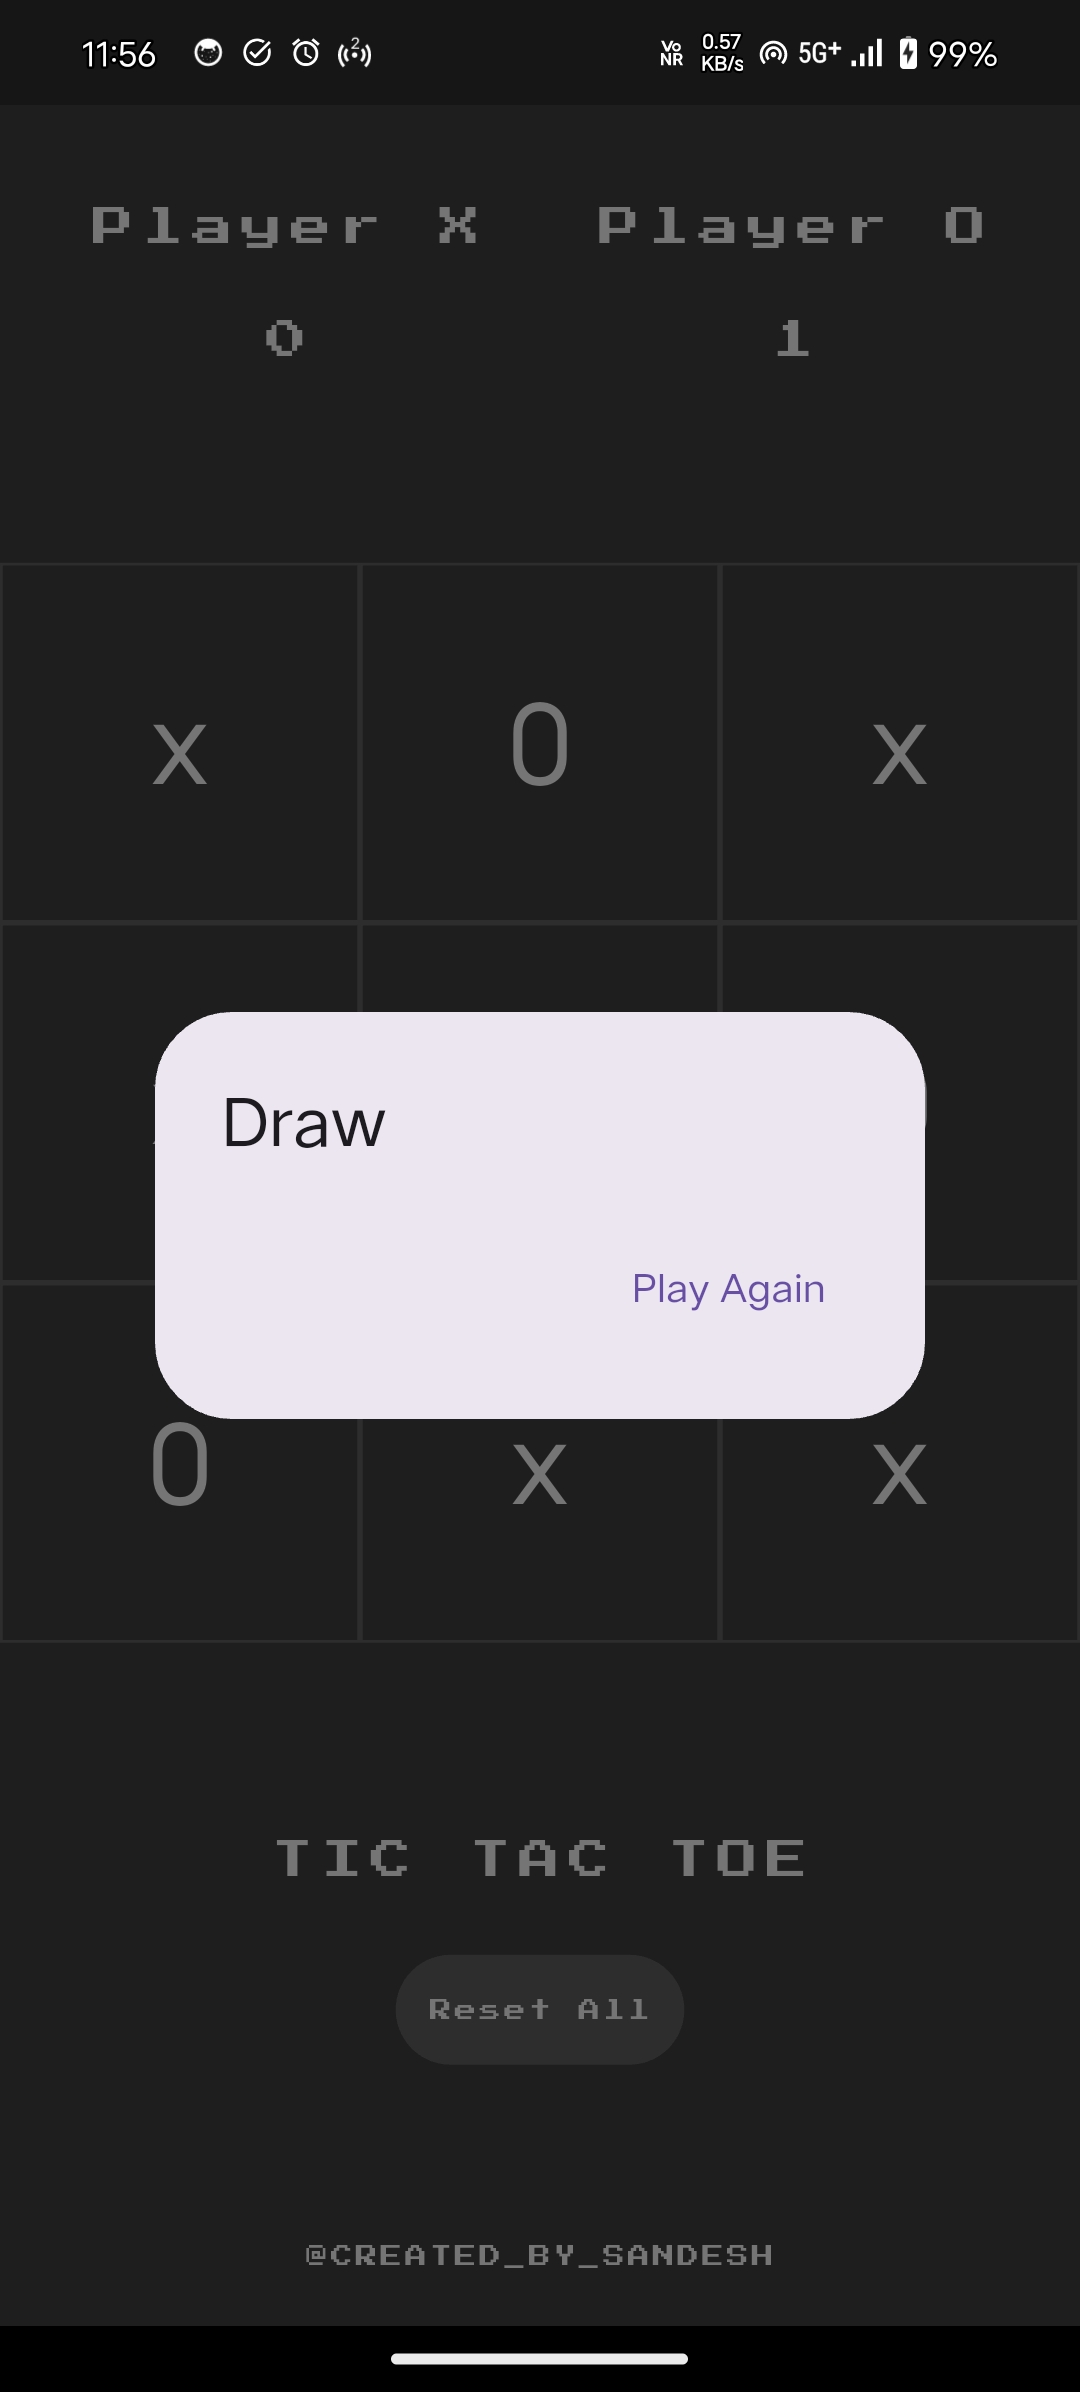 11:56 2 Vo NR 0.57 KB/s 5G+ 99%
Player X Player O
0 1
x O x
Draw
Play Again
O x x
TIC TAC TOE
Reset All
@CREATED_BY_SANDESH